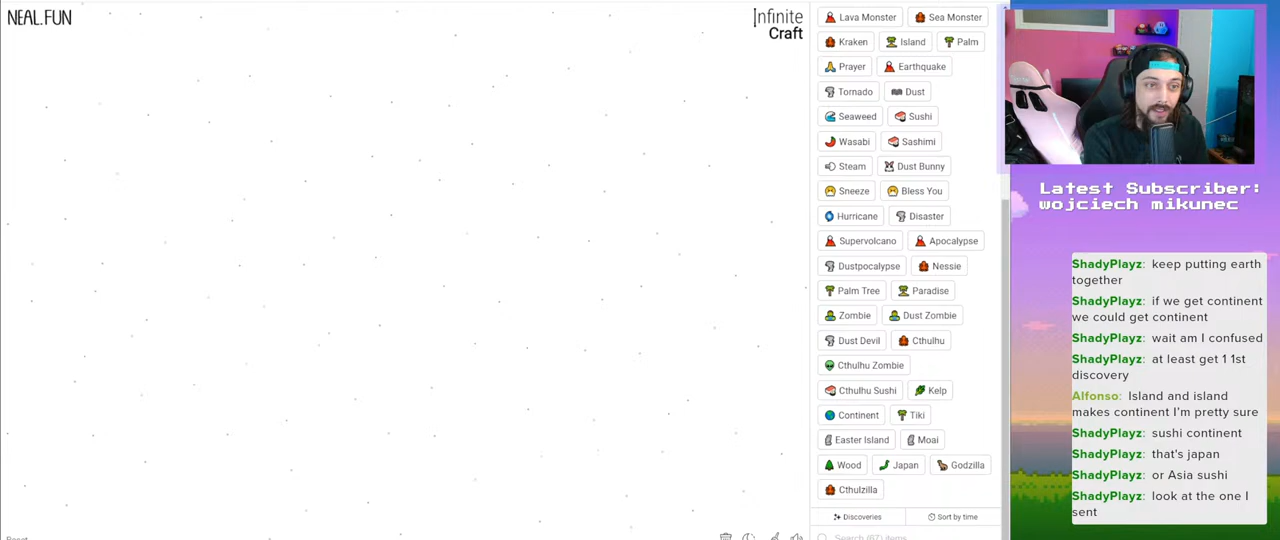 NEAL.FUN
Infinite
Craft
Lava Monster Sea Monster
Kraken Island Palm
Prayer Earthquake
Tornado Dust
Seaweed Sushi
Wasabi Sashimi
Steam Dust Bunny
Sneeze Bless You
Hurricane Disaster
Supervolcano Apocalypse
Dustpocalypse Nessie
Palm Tree Paradise
Zombie Dust Zombie
Dust Devil Cthulhu
Cthulhu Zombie
Cthulhu Sushi Kelp
Continent Tiki
Easter Island Moai
Wood Japan Godzilla
Cthulzilla
Discoveries Sort by time
Search (67) items
Reset
Latest Subscriber:
wojciech mikunec
ShadyPlayz: keep putting earth
together
ShadyPlayz: if we get continent
we could get continent
ShadyPlayz: wait am I confused
ShadyPlayz: at least get 1 1st
discovery
Alfonso: Island and island
makes continent I'm pretty sure
ShadyPlayz: sushi continent
ShadyPlayz: that's japan
ShadyPlayz: or Asia sushi
ShadyPlayz: look at the one I
sent